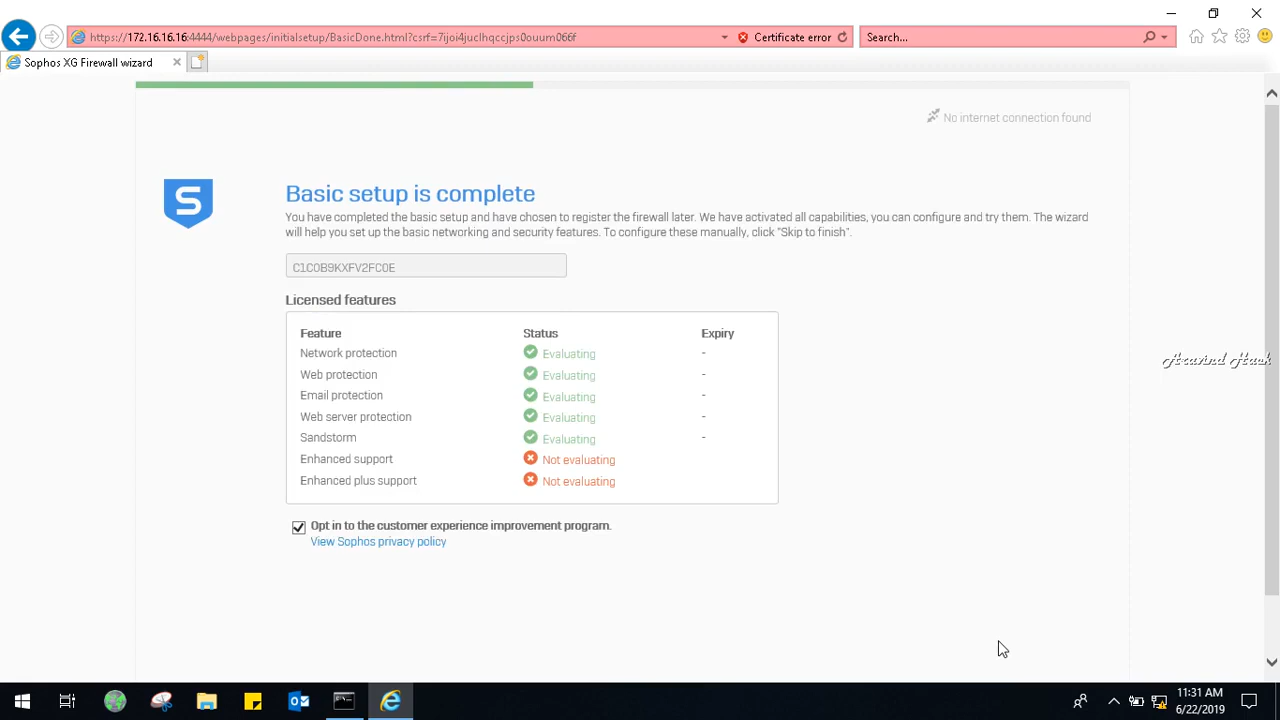 https://172.16.16.16:4444/webpages/initialsetup/BasicDone.html?csrf=7ijoi4juclhqccjps0ouum066f
Certificate error
Search...
Sophos XG Firewall wizard
No internet connection found
S
Basic setup is complete
You have completed the basic setup and have chosen to register the firewall later. We have activated all capabilities, you can configure and try them. The wizard
will help you set up the basic networking and security features. To configure these manually, click "Skip to finish".
C1C0B9KXFV2FC0E
Licensed features
Feature Status Expiry
Network protection Evaluating -
Web protection Evaluating -
Email protection Evaluating -
Web server protection Evaluating -
Sandstorm Evaluating -
Enhanced support Not evaluating
Enhanced plus support Not evaluating
Aravind Hack
Opt in to the customer experience improvement program.
View Sophos privacy policy
11:31 AM
6/22/2019